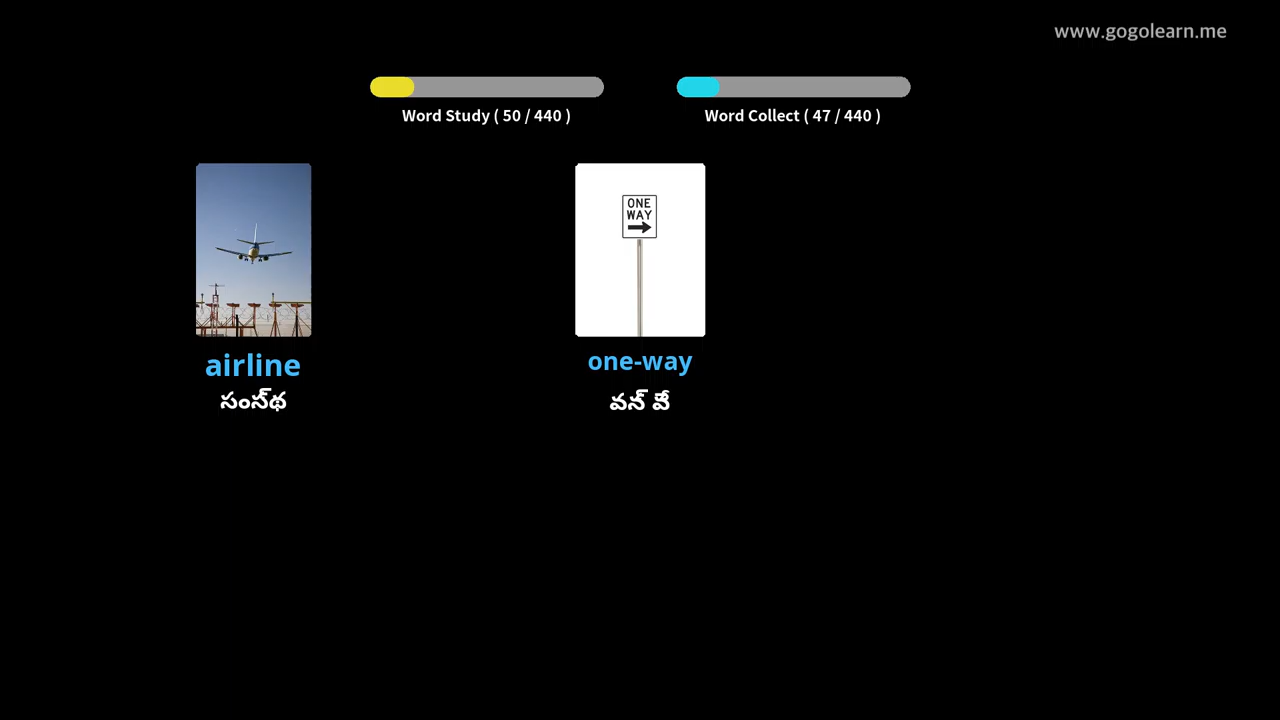 www.gogolearn.me
Word Study ( 50 / 440 )
Word Collect ( 47 / 440 )
ONE
WAY
airline
one-way
సంస్థ
వన్ వే